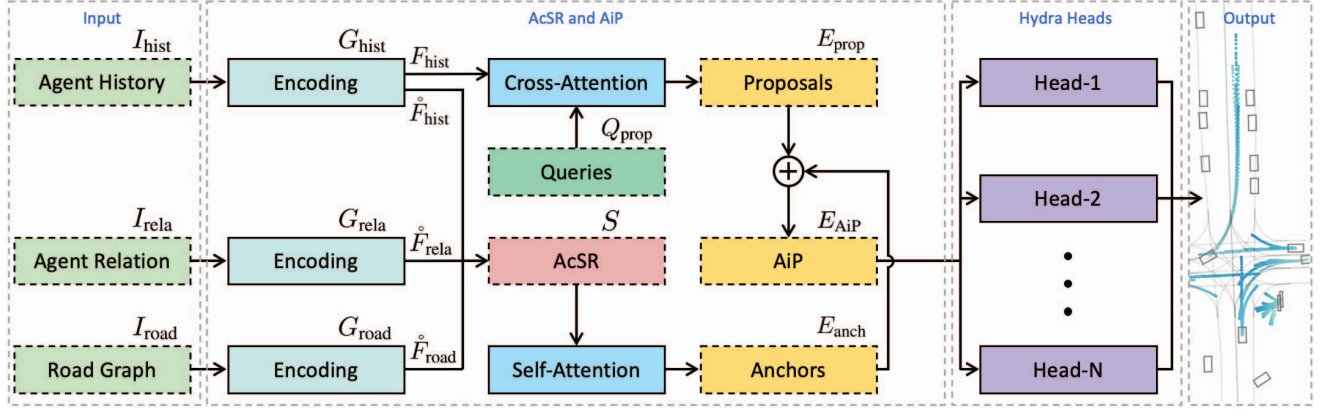 Input
AcSR and AiP
Hydra Heads
Output
I_hist
G_hist
F_hist
E_prop
Agent History
Encoding
Cross-Attention
Proposals
Head-1
F̊_hist
Q_prop
Queries
Head-2
I_rela
G_rela
F̊_rela
S
E_AiP
Agent Relation
Encoding
AcSR
AiP
I_road
G_road
F̊_road
E_anch
Road Graph
Encoding
Self-Attention
Anchors
Head-N